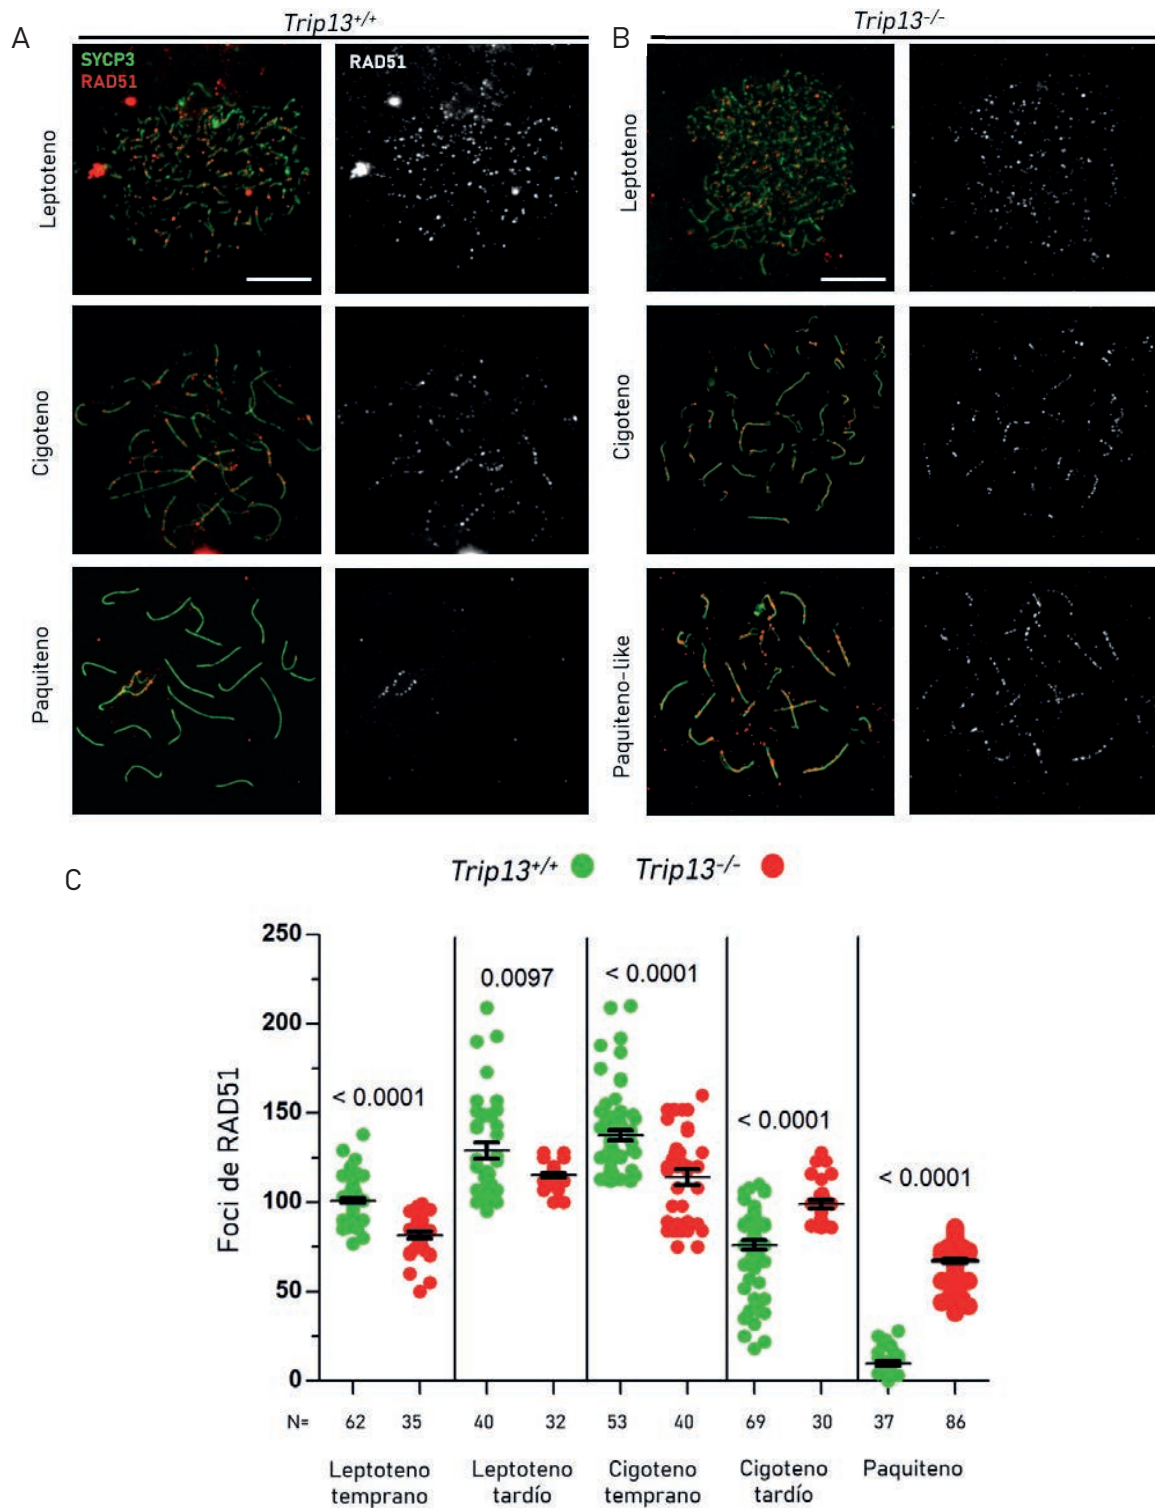 A
Trip13+/+
B
Trip13-/-
SYCP3
RAD51
RAD51
Leptoteno
Leptoteno
Cigoteno
Cigoteno
Paquiteno
Paquiteno-like
C
Trip13+/+
Trip13-/-
Foci de RAD51
250
200
150
100
50
0
< 0.0001
0.0097
< 0.0001
< 0.0001
< 0.0001
N= 62 35 40 32 53 40 69 30 37 86
Leptoteno temprano
Leptoteno tardío
Cigoteno temprano
Cigoteno tardío
Paquiteno